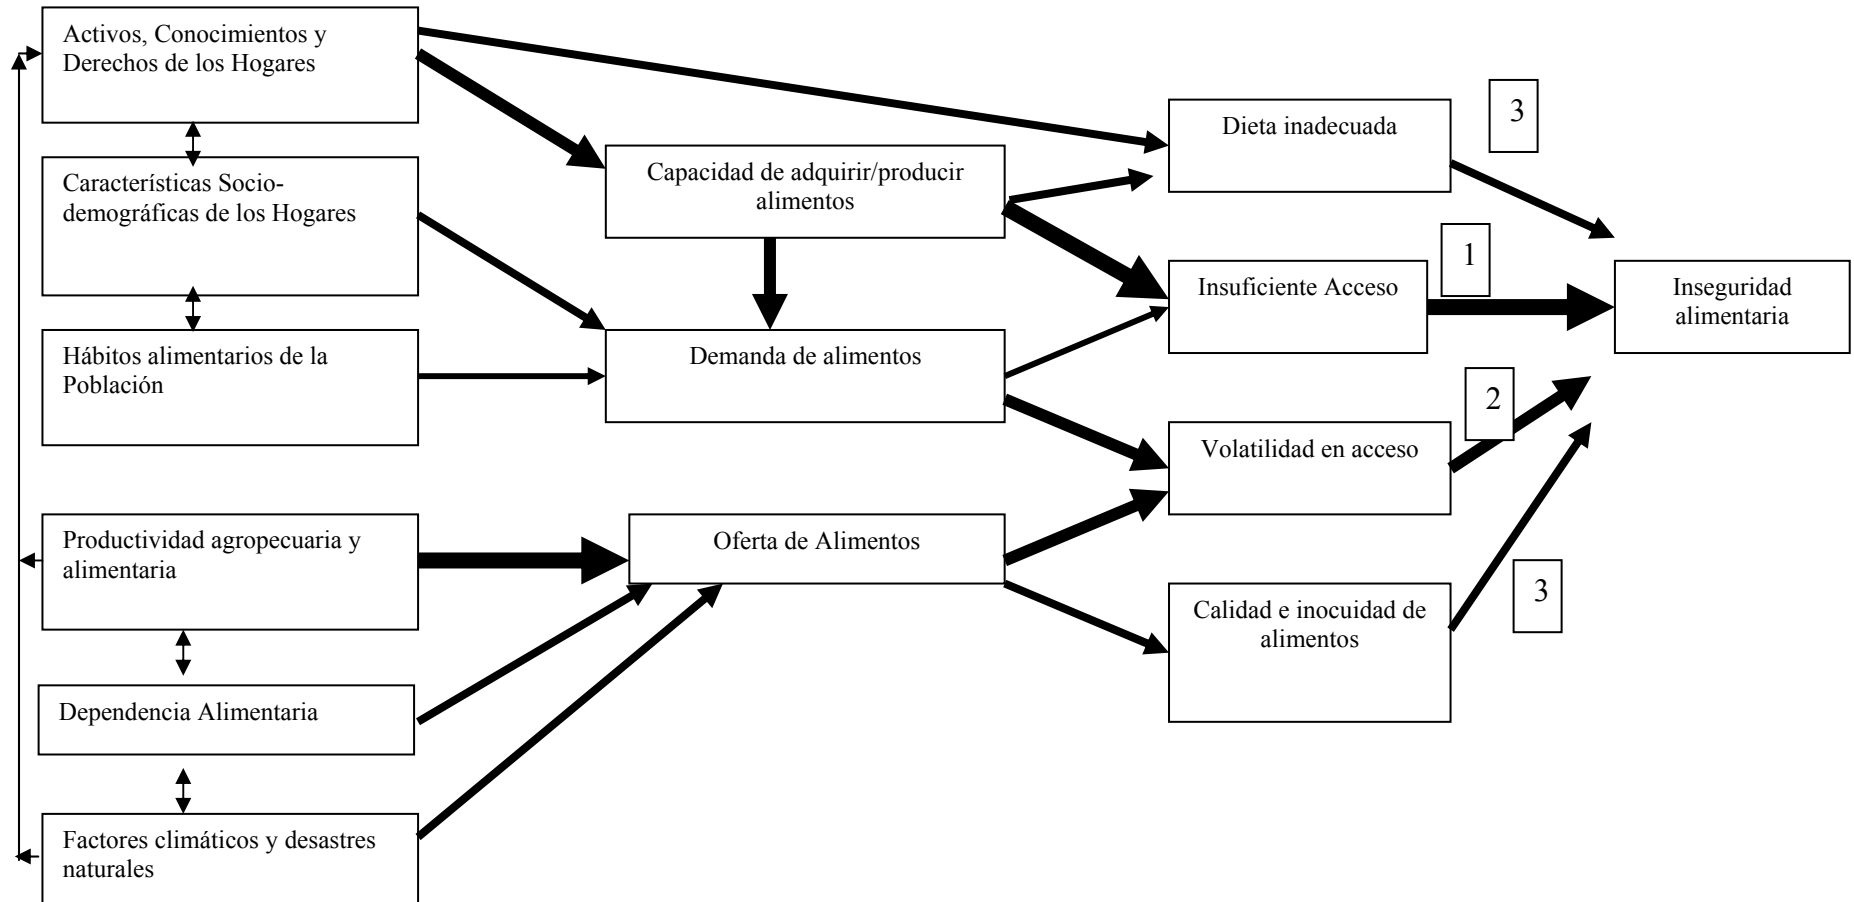 Activos, Conocimientos y
Derechos de los Hogares
Característícas Socio-
demográficas de los Hogares
Hábitos alimentarios de la
Población
Productividad agropecuaria y
alimentaria
Dependencia Alimentaria
Factores climáticos y desastres
naturales
Capacidad de adquirir/producir
alimentos
Demanda de alimentos
Oferta de Alimentos
Dieta inadecuada
Insuficiente Acceso
Volatilidad en acceso
Calidad e inocuidad de
alimentos
3
1
2
3
Inseguridad
alimentaria